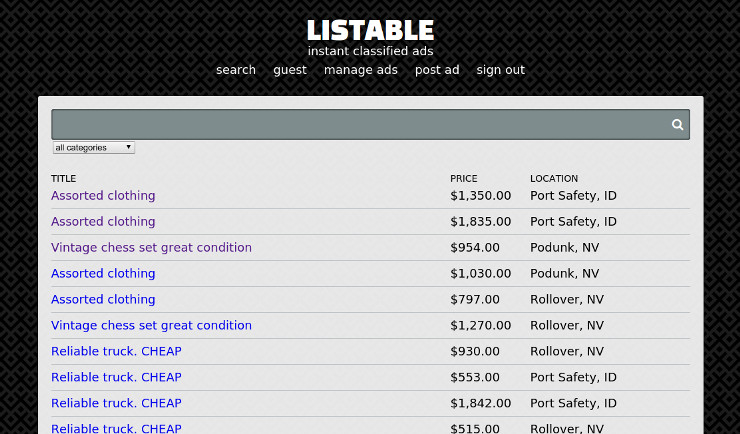 LISTABLE
instant classified ads
search guest manage ads post ad sign out
all categories
TITLE PRICE LOCATION
Assorted clothing $1,350.00 Port Safety, ID
Assorted clothing $1,835.00 Port Safety, ID
Vintage chess set great condition $954.00 Podunk, NV
Assorted clothing $1,030.00 Podunk, NV
Assorted clothing $797.00 Rollover, NV
Vintage chess set great condition $1,270.00 Rollover, NV
Reliable truck. CHEAP $930.00 Rollover, NV
Reliable truck. CHEAP $553.00 Port Safety, ID
Reliable truck. CHEAP $1,842.00 Port Safety, ID
Reliable truck. CHEAP $515.00 Rollover, NV